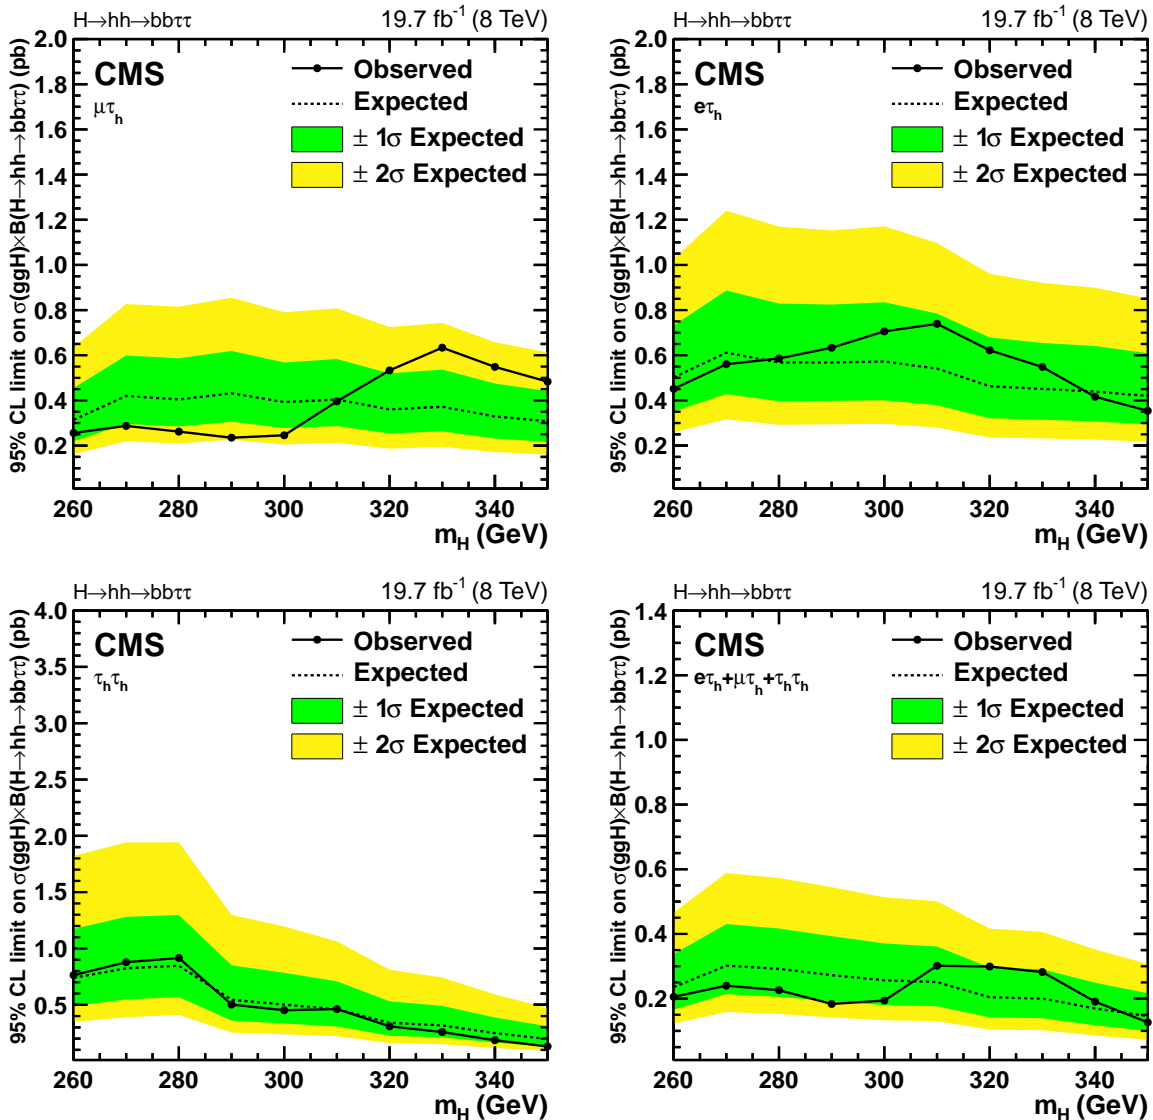 H→hh→bbττ 19.7 fb⁻¹ (8 TeV)
95% CL limit on σ(ggH)×B(H→hh→bbττ) (pb)
2.0
1.8
1.6
1.4
1.2
1.0
0.8
0.6
0.4
0.2
CMS
μτh
Observed
Expected
± 1σ Expected
± 2σ Expected
260 280 300 320 340
mH (GeV)
H→hh→bbττ 19.7 fb⁻¹ (8 TeV)
95% CL limit on σ(ggH)×B(H→hh→bbττ) (pb)
2.0
1.8
1.6
1.4
1.2
1.0
0.8
0.6
0.4
0.2
CMS
eτh
Observed
Expected
± 1σ Expected
± 2σ Expected
260 280 300 320 340
mH (GeV)
H→hh→bbττ 19.7 fb⁻¹ (8 TeV)
95% CL limit on σ(ggH)×B(H→hh→bbττ) (pb)
4.0
3.5
3.0
2.5
2.0
1.5
1.0
0.5
CMS
τhτh
Observed
Expected
± 1σ Expected
± 2σ Expected
260 280 300 320 340
mH (GeV)
H→hh→bbττ 19.7 fb⁻¹ (8 TeV)
95% CL limit on σ(ggH)×B(H→hh→bbττ) (pb)
1.4
1.2
1.0
0.8
0.6
0.4
0.2
CMS
eτh+μτh+τhτh
Observed
Expected
± 1σ Expected
± 2σ Expected
260 280 300 320 340
mH (GeV)